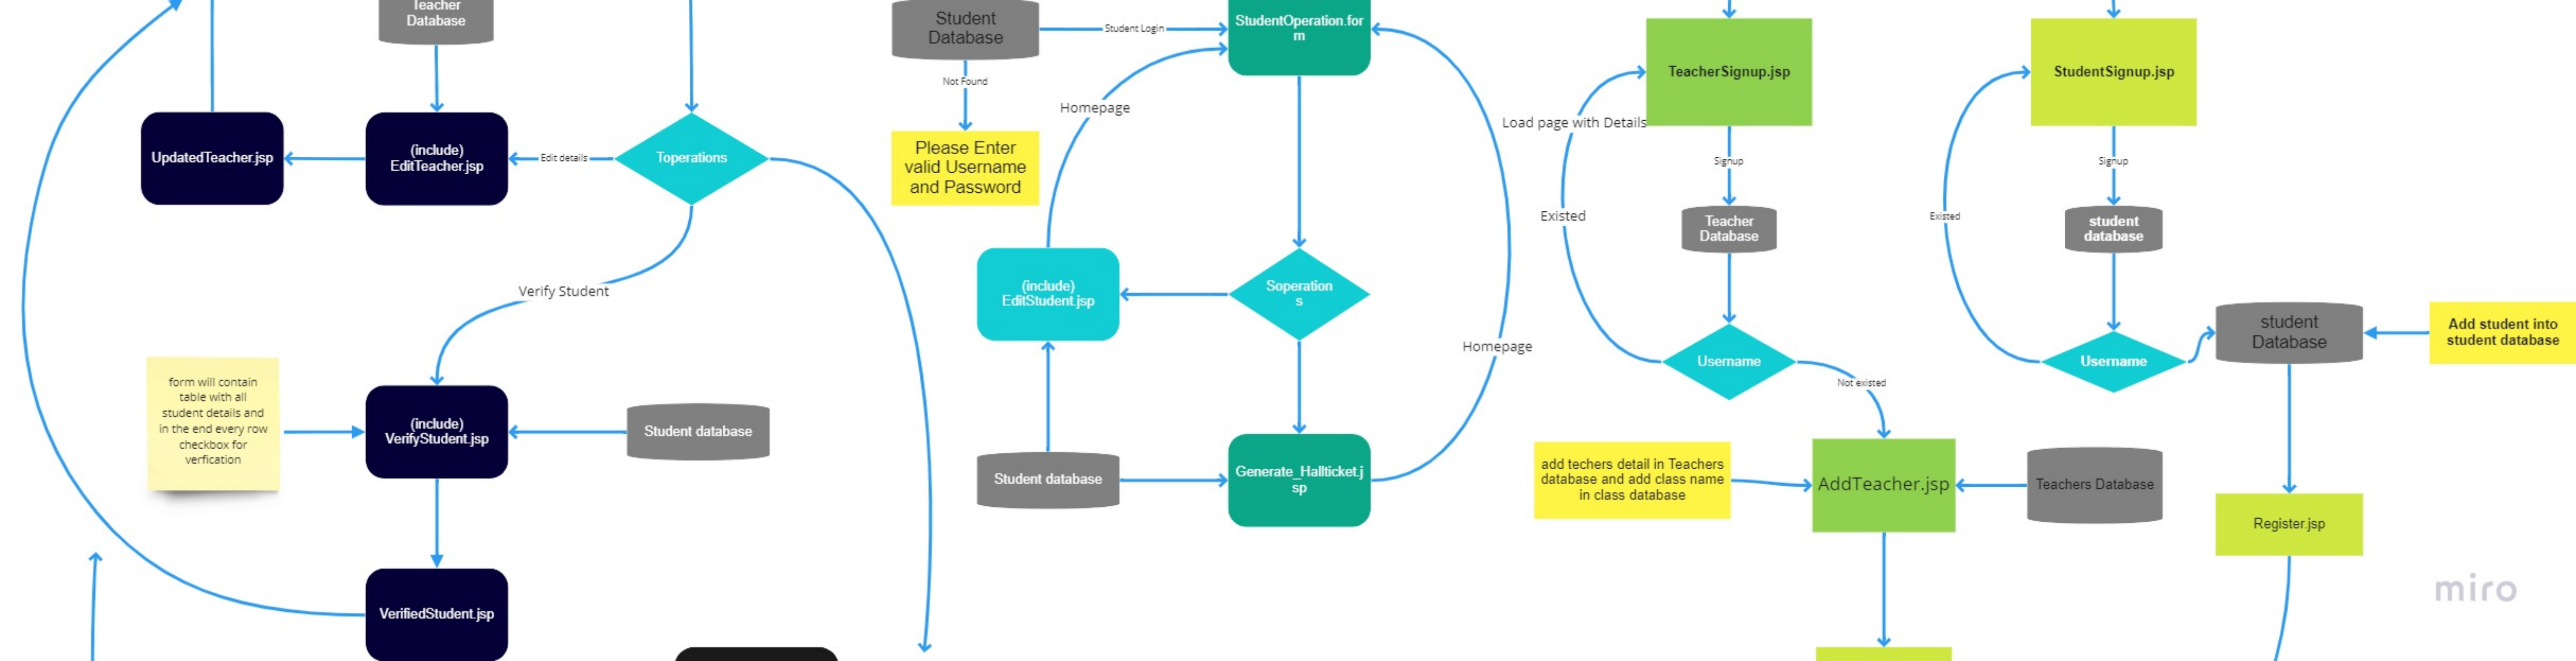 Teacher
Database
UpdatedTeacher.jsp
(include)
EditTeacher.jsp
Edit details
Toperations
Verify Student
form will contain
table with all
student details and
in the end every row
checkbox for
verfication
(include)
VerifyStudent.jsp
Student database
VerifiedStudent.jsp
Student
Database
Student Login
StudentOperation.for
m
Not Found
Please Enter
valid Username
and Password
Homepage
(include)
EditStudent.jsp
Soperation
s
Homepage
Student database
Generate_Hallticket.j
sp
TeacherSignup.jsp
Load page with Details
Signup
Existed
Teacher
Database
Username
Not existed
add techers detail in Teachers
database and add class name
in class database
AddTeacher.jsp
Teachers Database
StudentSignup.jsp
Signup
Existed
student
database
Username
student
Database
Add student into
student database
Register.jsp
miro